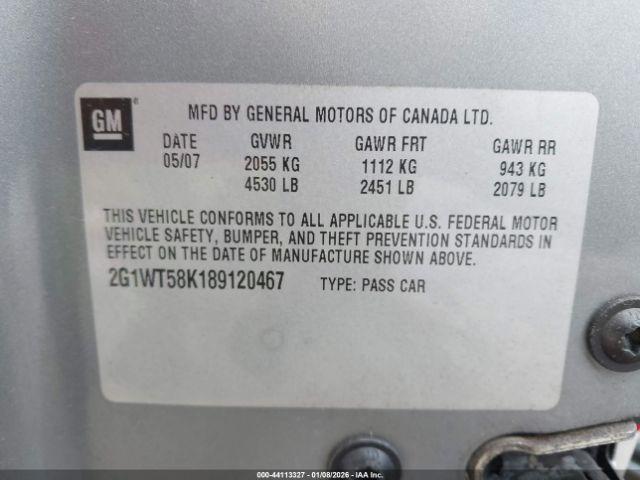 GM ®
MFD BY GENERAL MOTORS OF CANADA LTD.
DATE GVWR GAWR FRT GAWR RR
05/07 2055 KG 1112 KG 943 KG
4530 LB 2451 LB 2079 LB
THIS VEHICLE CONFORMS TO ALL APPLICABLE U.S. FEDERAL MOTOR
VEHICLE SAFETY, BUMPER, AND THEFT PREVENTION STANDARDS IN
EFFECT ON THE DATE OF MANUFACTURE SHOWN ABOVE.
2G1WT58K189120467 TYPE: PASS CAR
000-44113327 | 01/08/2026 - Copyright IAA, LLC